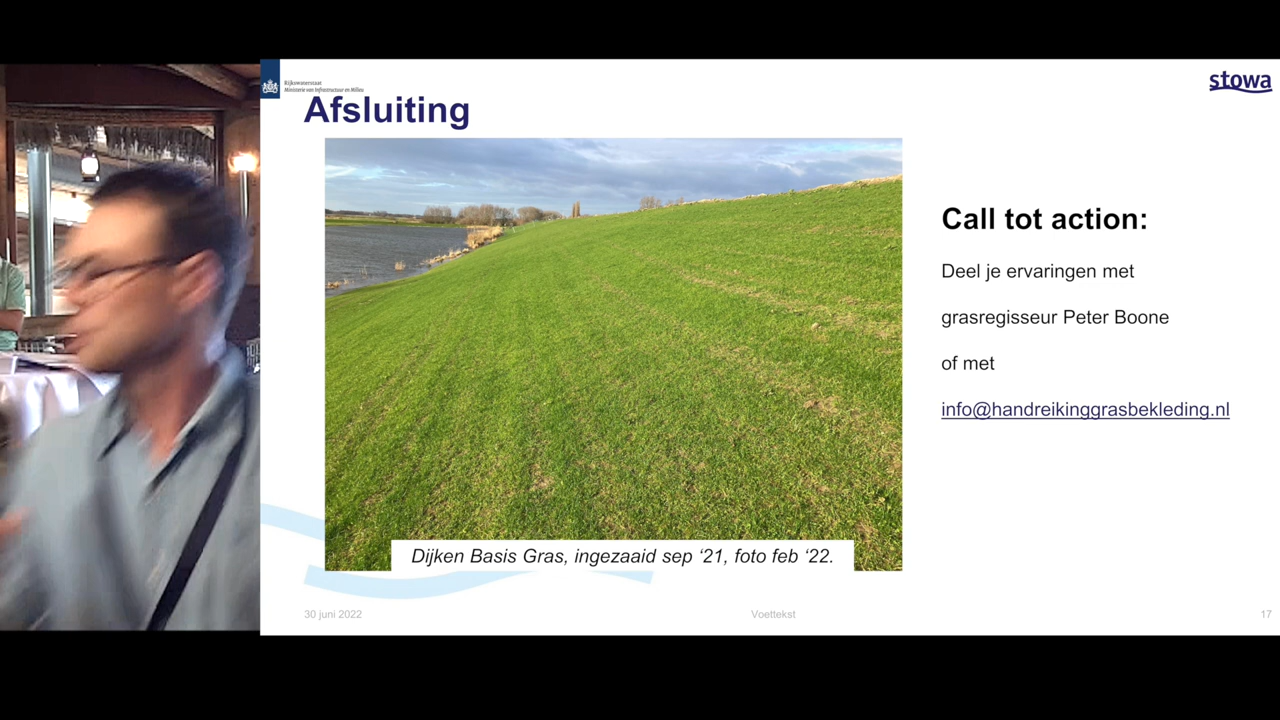 Rijkswaterstaat
Ministerie van Infrastructuur en Milieu
stowa
Afsluiting
Call tot action:
Deel je ervaringen met
grasregisseur Peter Boone
of met
info@handreikinggrasbekleding.nl
Dijken Basis Gras, ingezaaid sep ‘21, foto feb ‘22.
30 juni 2022
Voettekst
17